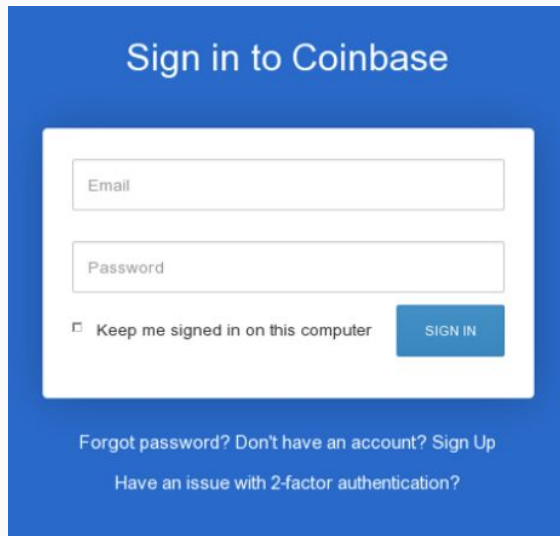 Sign in to Coinbase
Email
Password
Keep me signed in on this computer
SIGN IN
Forgot password? Don't have an account? Sign Up
Have an issue with 2-factor authentication?